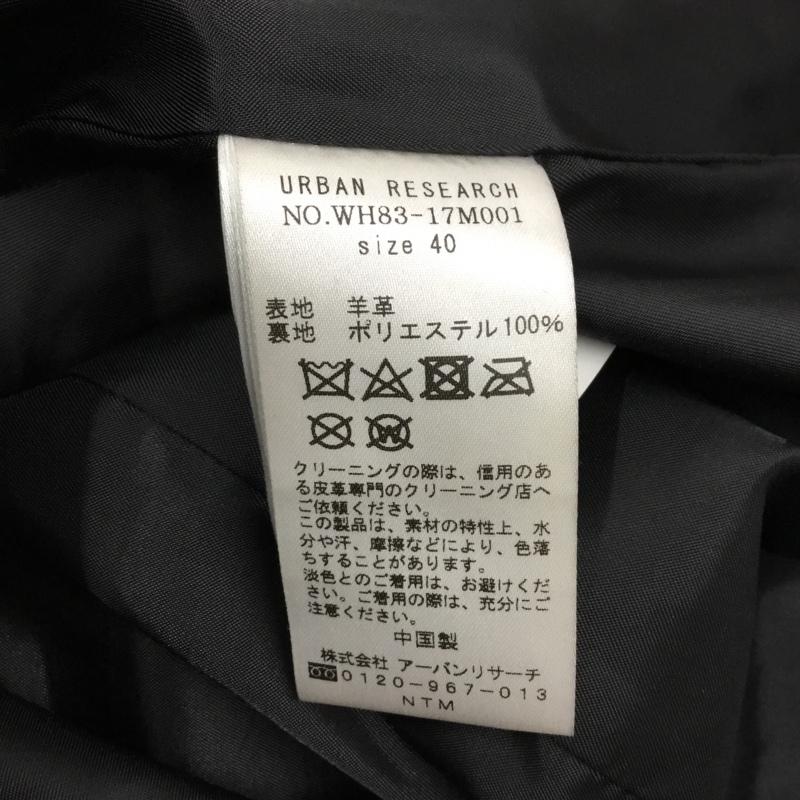 URBAN RESEARCH
NO.WH83-17M001
size 40
表地 羊革
裏地 ポリエステル100%
W
クリーニングの際は、信用のあ
る皮革専門のクリーニング店へ
ご依頼ください。
この製品は、素材の特性上、水
分や汗、摩擦などにより、色落
ちすることがあります。
淡色とのご着用は、お避けくだ
さい。ご着用の際は、充分にご
注意ください。
中国製
株式会社 アーバンリサーチ
0120-967-013
NTM